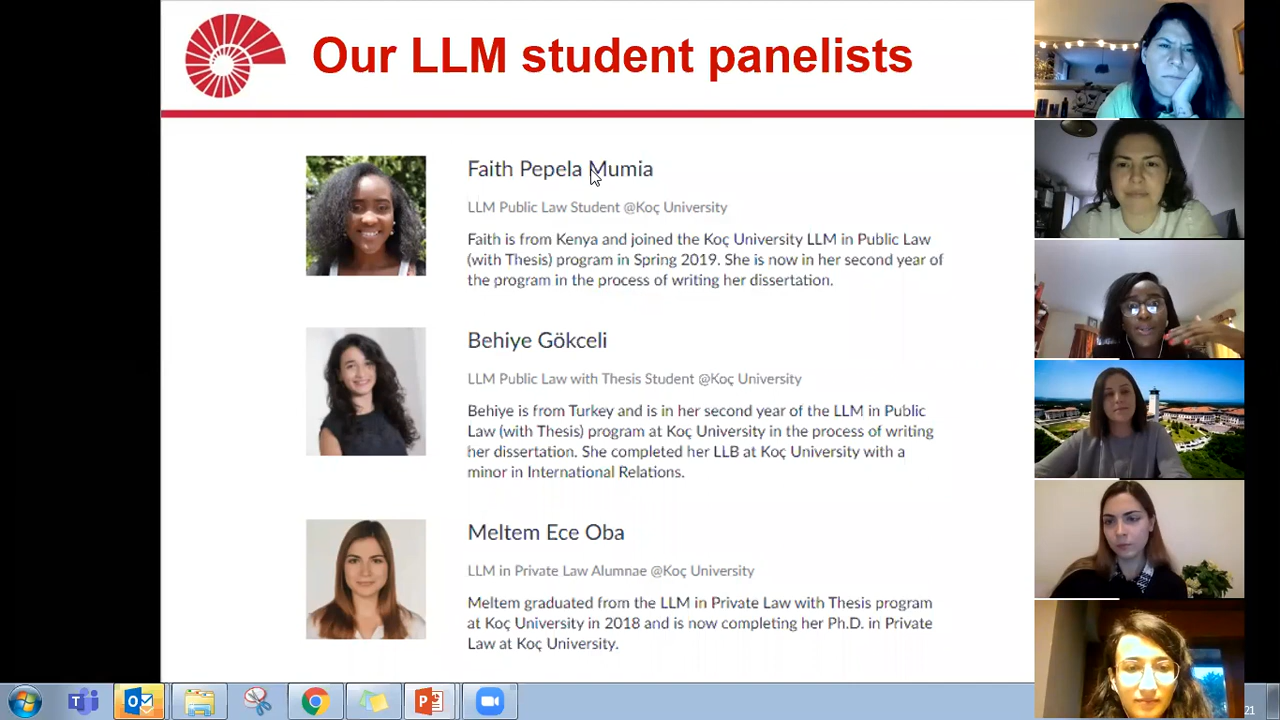 Our LLM student panelists
Faith Pepela Mumia
LLM Public Law Student @Koç University
Faith is from Kenya and joined the Koç University LLM in Public Law
(with Thesis) program in Spring 2019. She is now in her second year of
the program in the process of writing her dissertation.
Behiye Gökceli
LLM Public Law with Thesis Student @Koç University
Behiye is from Turkey and is in her second year of the LLM in Public
Law (with Thesis) program at Koç University in the process of writing
her dissertation. She completed her LLB at Koç University with a
minor in International Relations.
Meltem Ece Oba
LLM in Private Law Alumnae @Koç University
Meltem graduated from the LLM in Private Law with Thesis program
at Koç University in 2018 and is now completing her Ph.D. in Private
Law at Koç University.
21